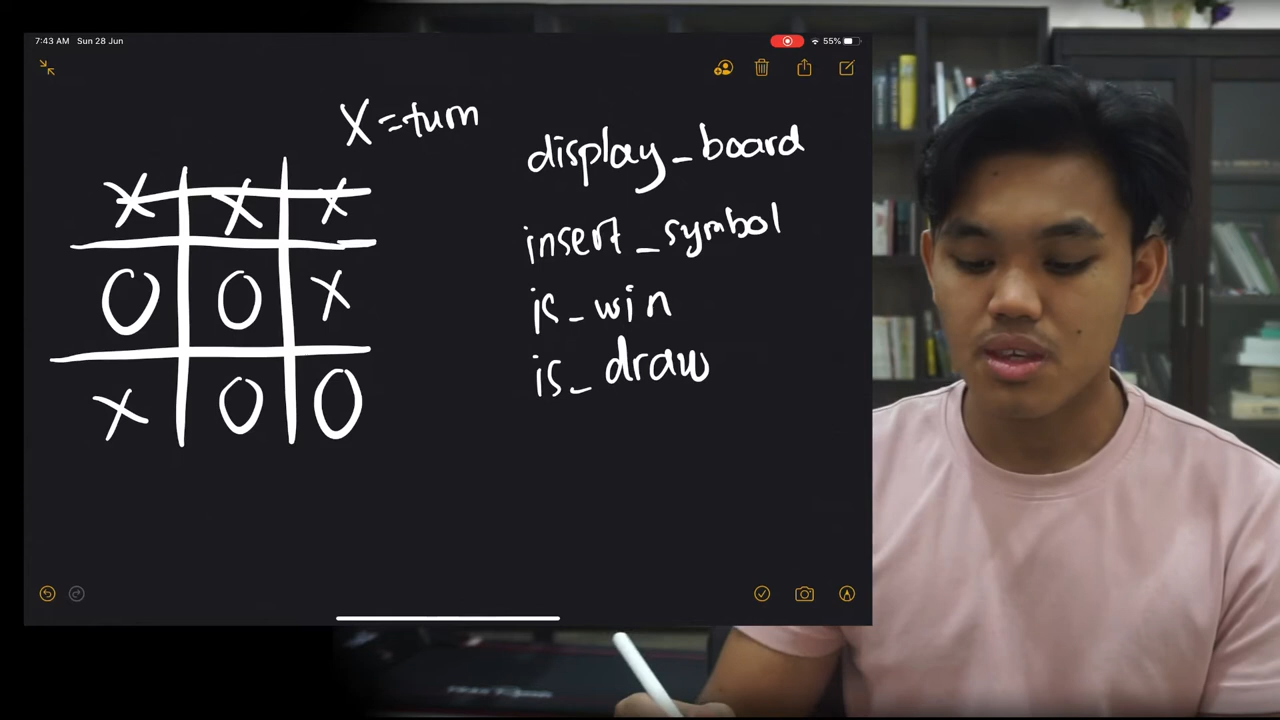 7:43 AM Sun 28 Jun
55%
X = turn
X X X
O O X
X O O
display_board
insert_symbol
is_win
is_draw